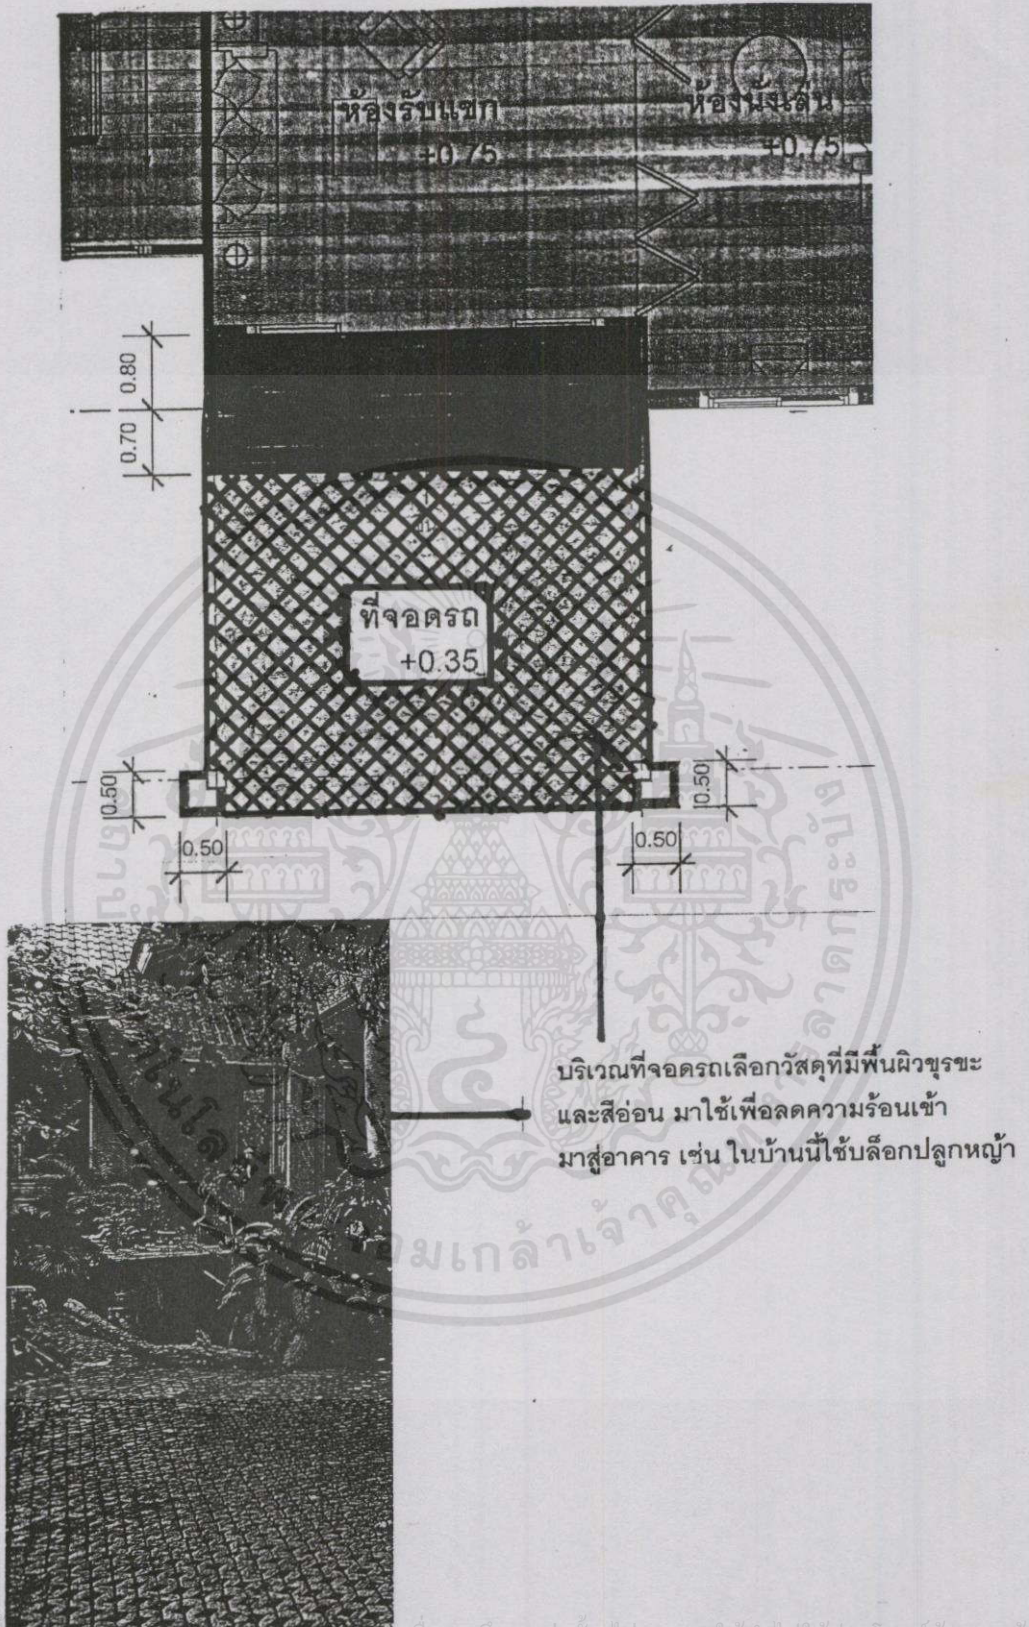 ห้องรับแขก
+0.75
ห้องนั่งเล่น
+0.75
0.80
0.70
ที่จอดรถ
+0.35
0.50
0.50
0.50
0.50
บริเวณที่จอดรถเลือกวัสดุที่มีพื้นผิวขุรขะ
และสีอ่อน มาใช้เพื่อลดความร้อนเข้า
มาสู่อาคาร เช่น ในบ้านนี้ใช้บล็อกปลูกหญ้า